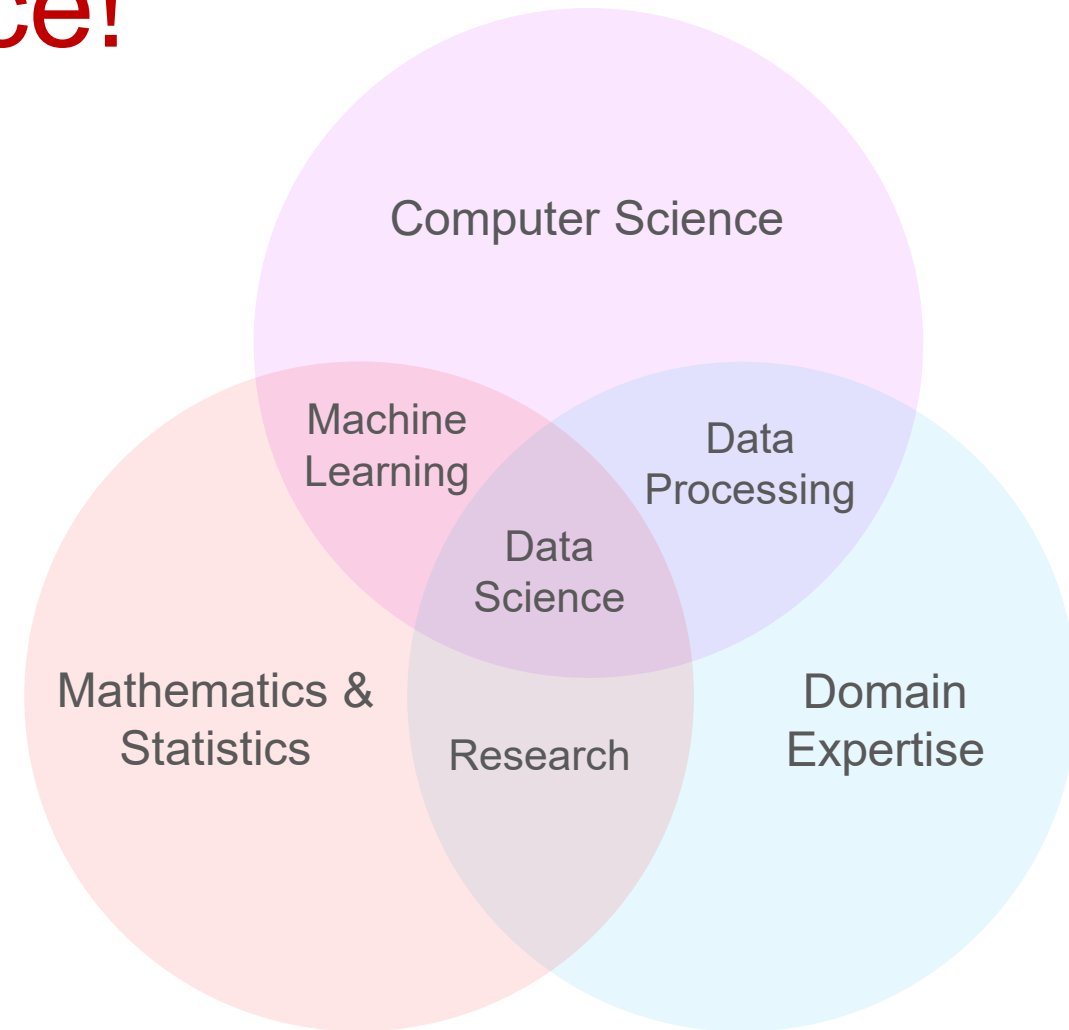 ce!
Computer Science
Machine
Learning
Data
Processing
Data
Science
Mathematics &
Statistics
Domain
Expertise
Research